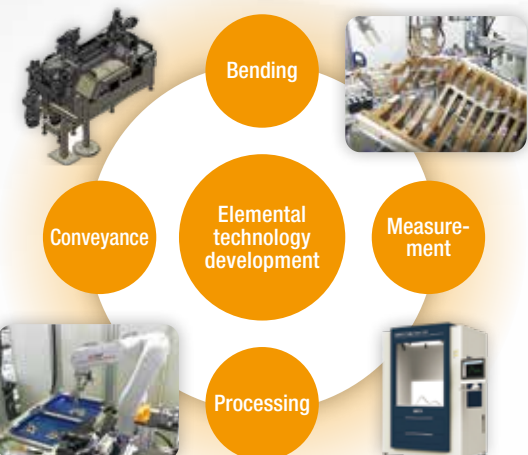 Bending
Conveyance
Elemental
technology
development
Measure-
ment
Processing